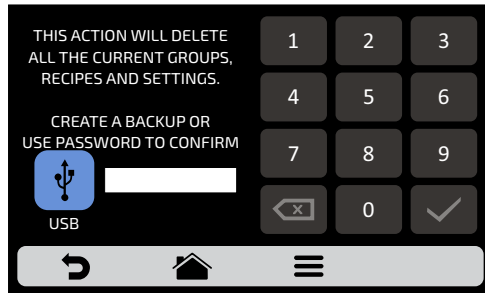 THIS ACTION WILL DELETE
ALL THE CURRENT GROUPS,
RECIPES AND SETTINGS.
CREATE A BACKUP OR
USE PASSWORD TO CONFIRM
USB
1 2 3
4 5 6
7 8 9
0